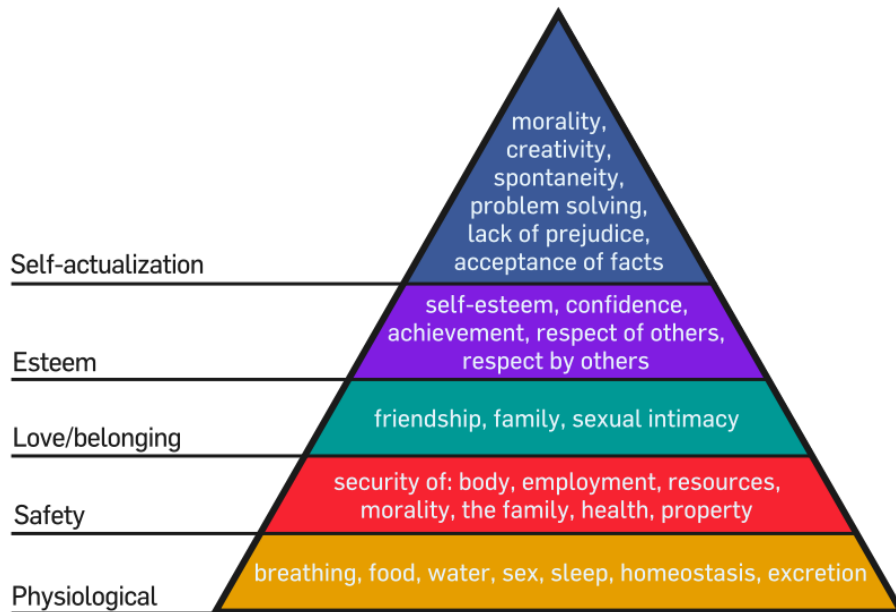 morality,
creativity,
spontaneity,
problem solving,
lack of prejudice,
acceptance of facts
Self-actualization
self-esteem, confidence,
achievement, respect of others,
respect by others
Esteem
friendship, family, sexual intimacy
Love/belonging
security of: body, employment, resources,
morality, the family, health, property
Safety
breathing, food, water, sex, sleep, homeostasis, excretion
Physiological